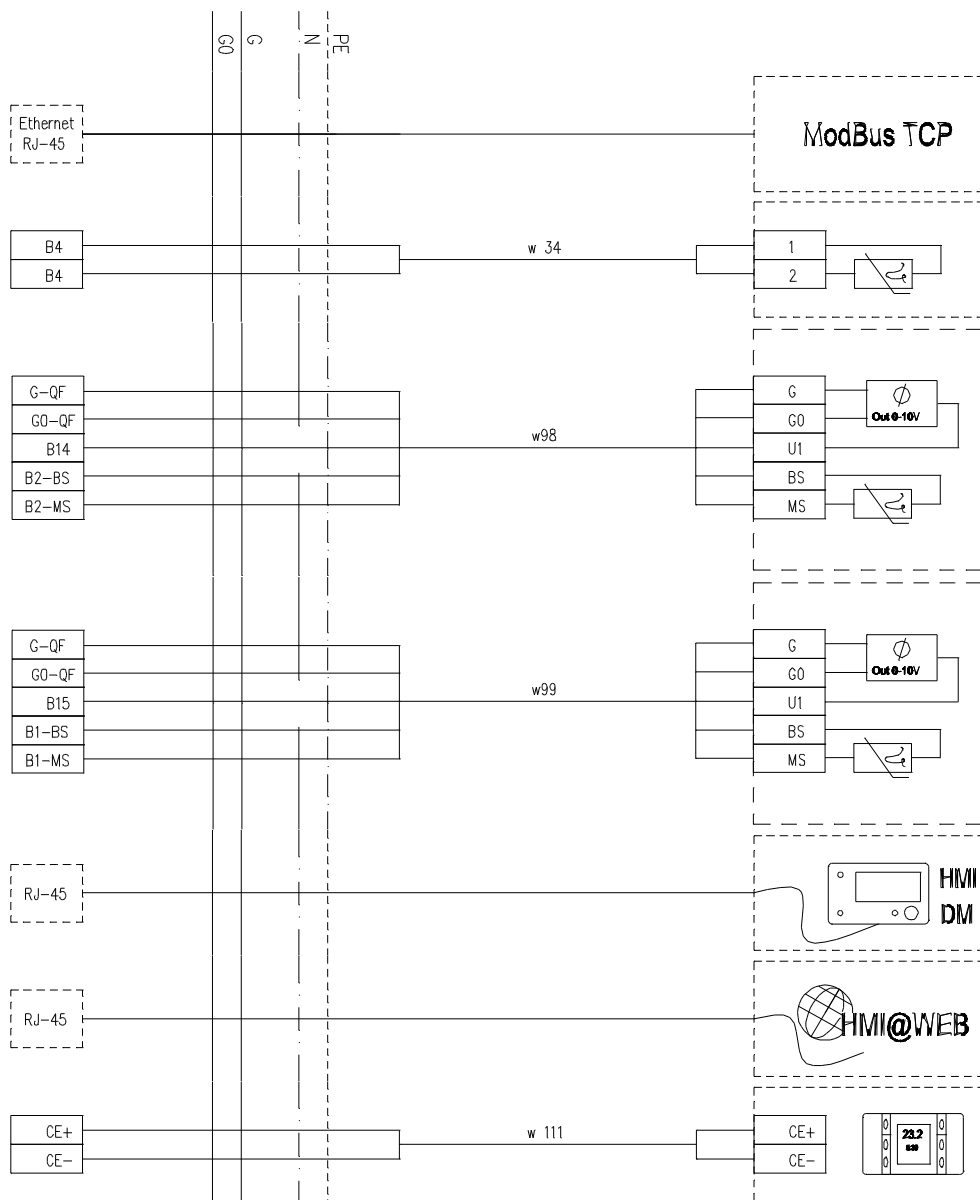 G0 G N PE
Ethernet
RJ-45
ModBus TCP
B4
B4
w 34
1
2
G-QF
G0-QF
B14
B2-BS
B2-MS
w98
G
G0
U1
BS
MS
Out 0-10V
G-QF
G0-QF
B15
B1-BS
B1-MS
w99
G
G0
U1
BS
MS
Out 0-10V
RJ-45
HMI
DM
RJ-45
HMI@WEB
CE+
CE-
w 111
CE+
CE-
23.2